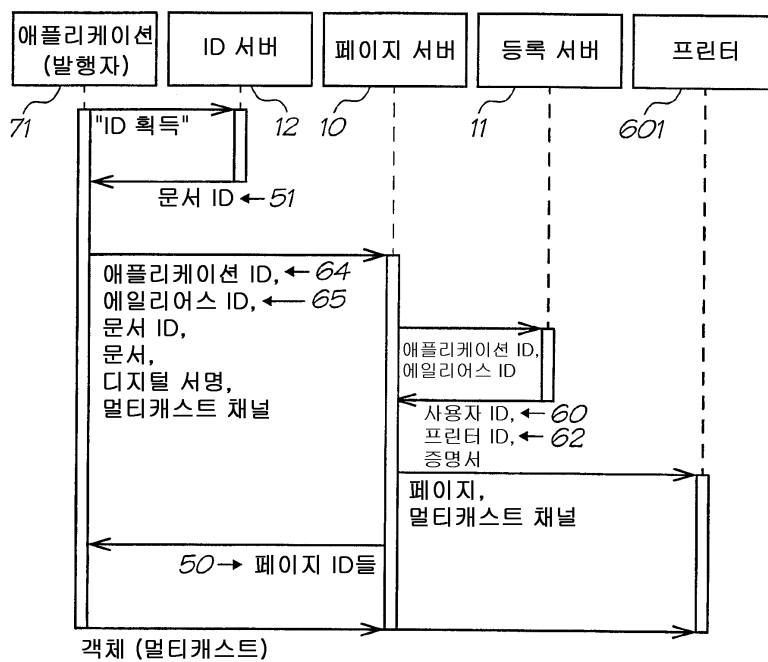 애플리케이션
(발행자)
ID 서버
페이지 서버
등록 서버
프린터
71
12
10
11
601
"ID 획득"
문서 ID
51
애플리케이션 ID,
64
에일리어스 ID,
65
문서 ID,
문서,
디지털 서명,
멀티캐스트 채널
애플리케이션 ID,
에일리어스 ID
사용자 ID,
60
프린터 ID,
62
증명서
페이지,
멀티캐스트 채널
50
페이지 ID들
객체 (멀티캐스트)